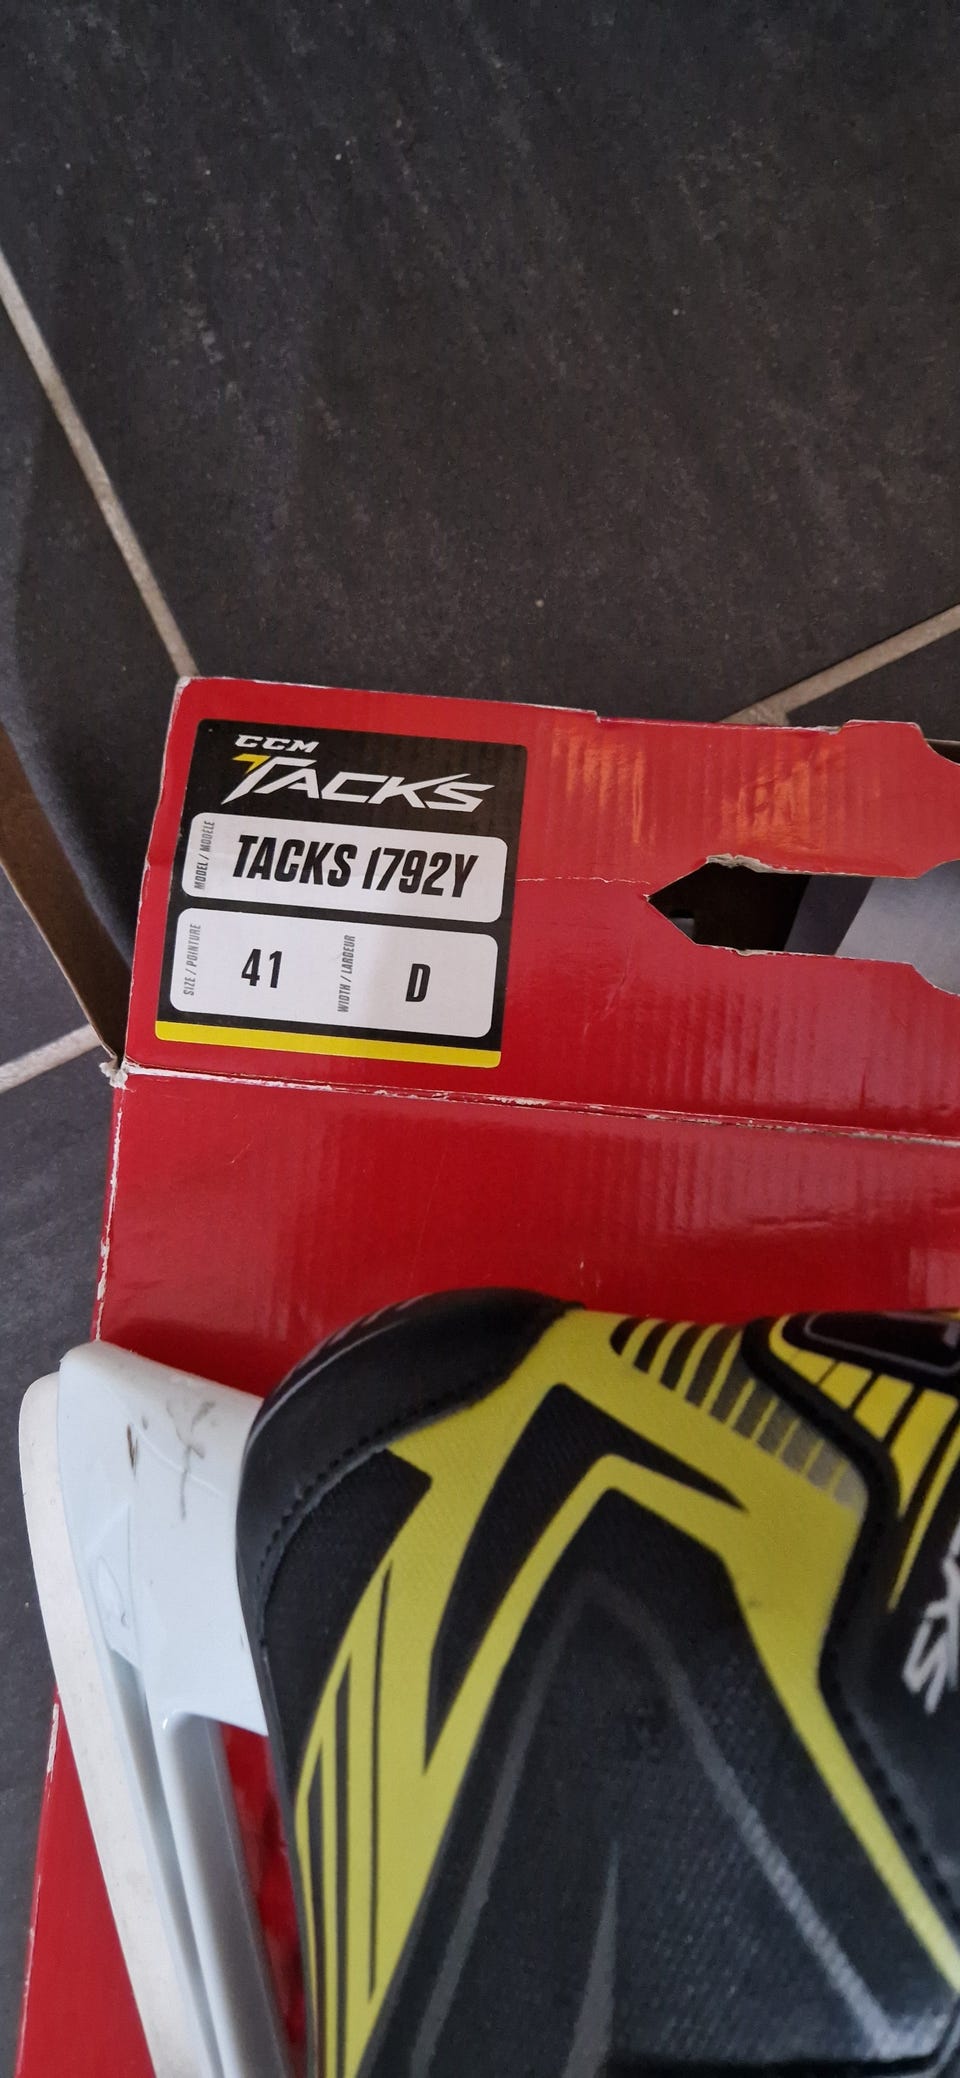 CCM
TACKS
MODEL / MODÈLE
TACKS 1792Y
SIZE / POINTURE
41
WIDTH / LARGEUR
D